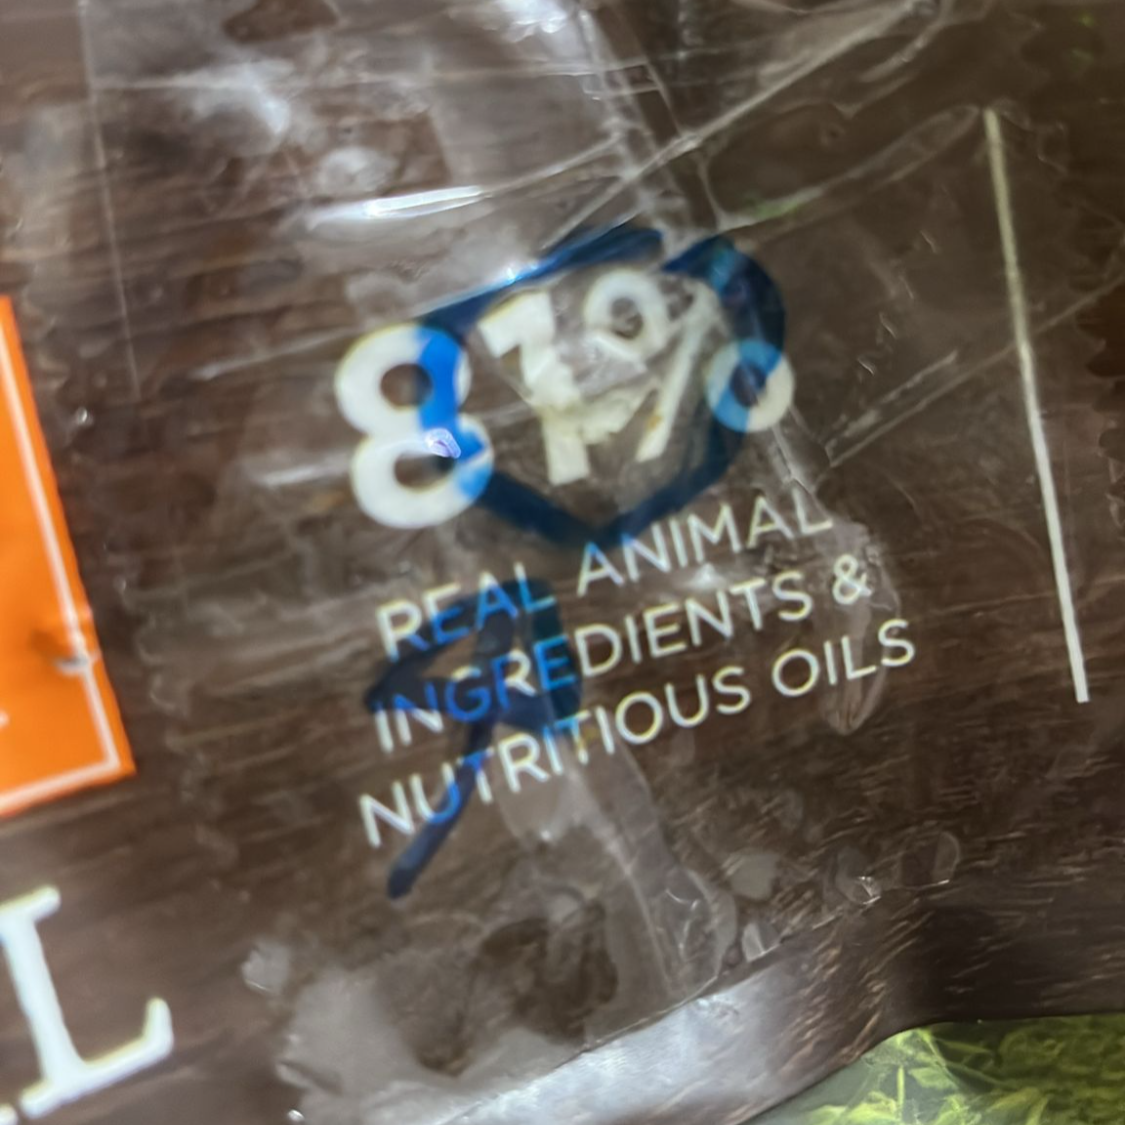 81%
REAL ANIMAL
INGREDIENTS &
NUTRITIOUS OILS
L